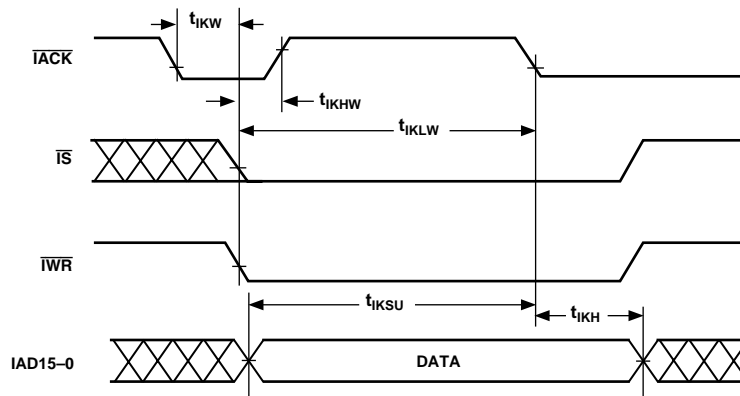 tIKW
IACK
tIKHW
tIKLW
IS
IWR
tIKSU
tIKH
IAD15–0
DATA